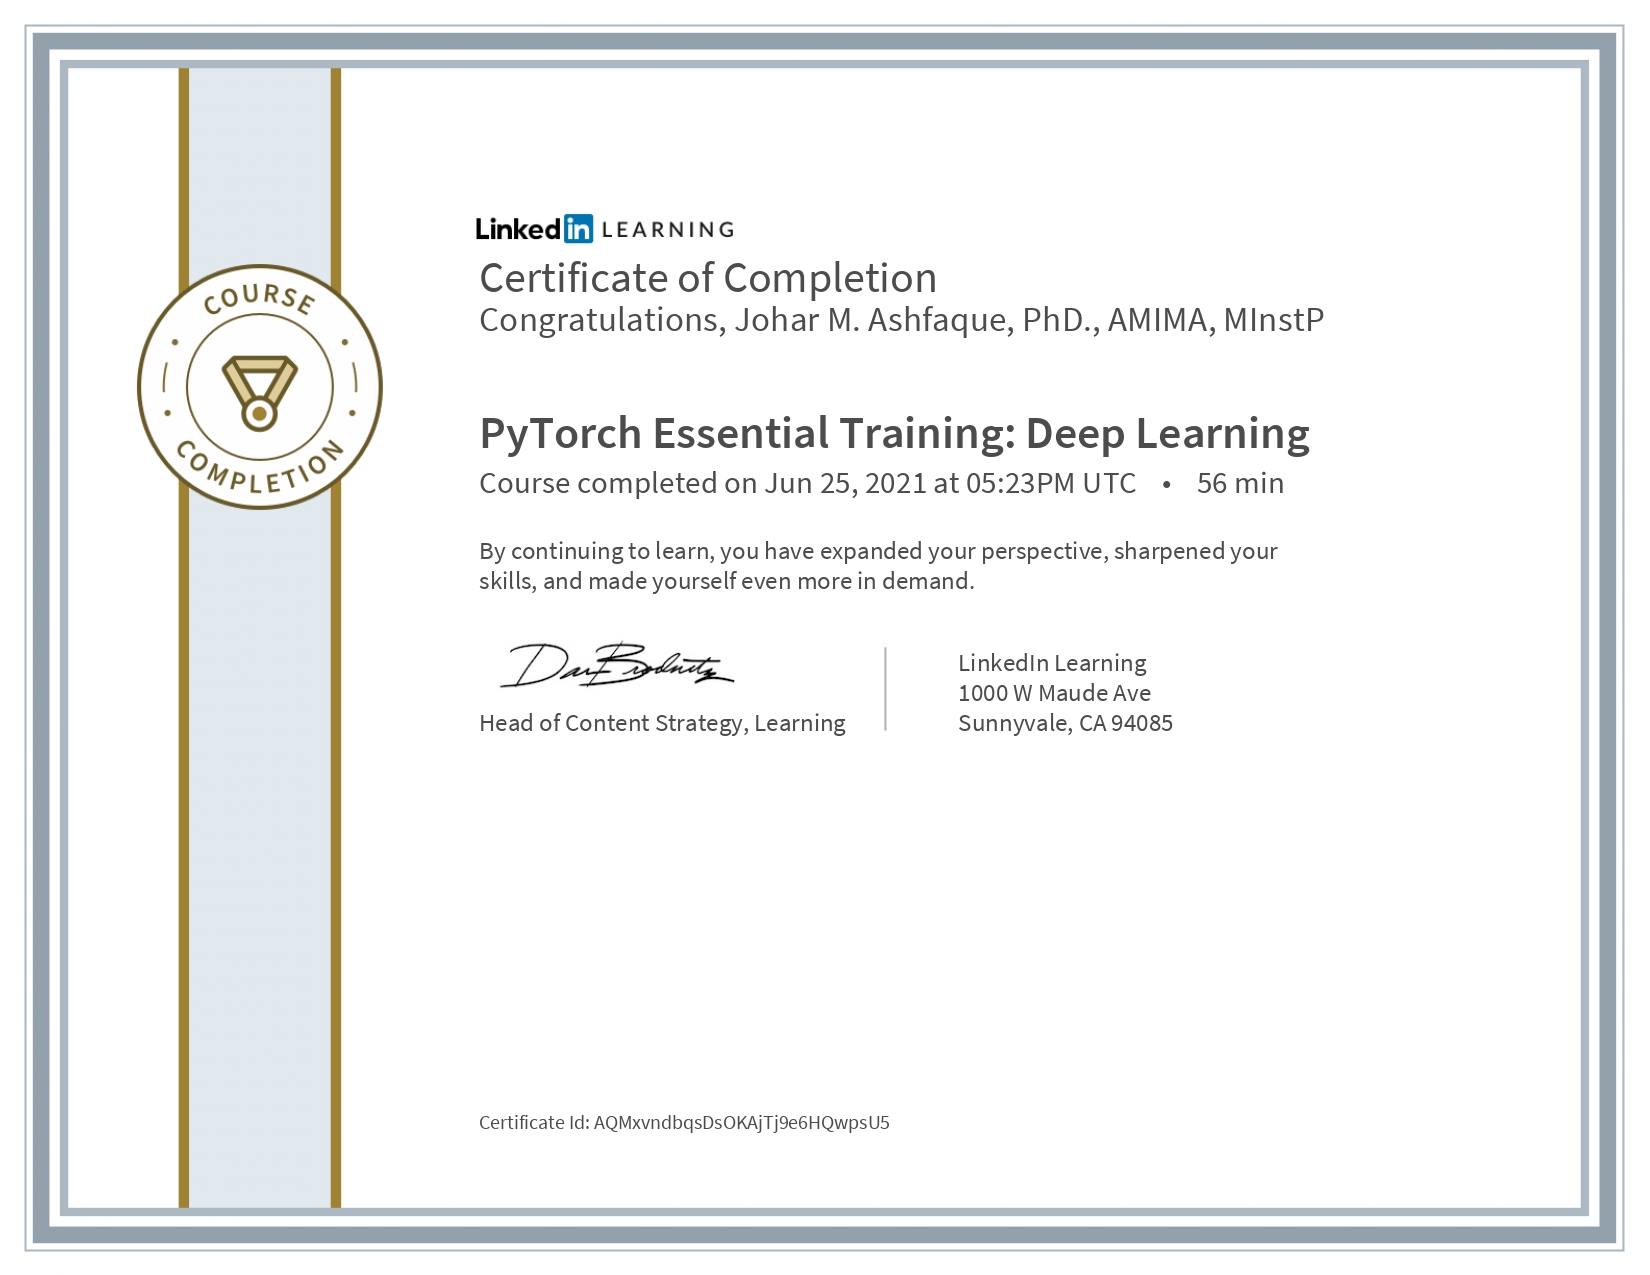 COURSE
COMPLETION
Linked in LEARNING
Certificate of Completion
Congratulations, Johar M. Ashfaque, PhD., AMIMA, MInstP
PyTorch Essential Training: Deep Learning
Course completed on Jun 25, 2021 at 05:23PM UTC • 56 min
By continuing to learn, you have expanded your perspective, sharpened your
skills, and made yourself even more in demand.
Dan Brodnitz
Head of Content Strategy, Learning
LinkedIn Learning
1000 W Maude Ave
Sunnyvale, CA 94085
Certificate Id: AQMxvndbqsDsOKAjTj9e6HQwpsU5